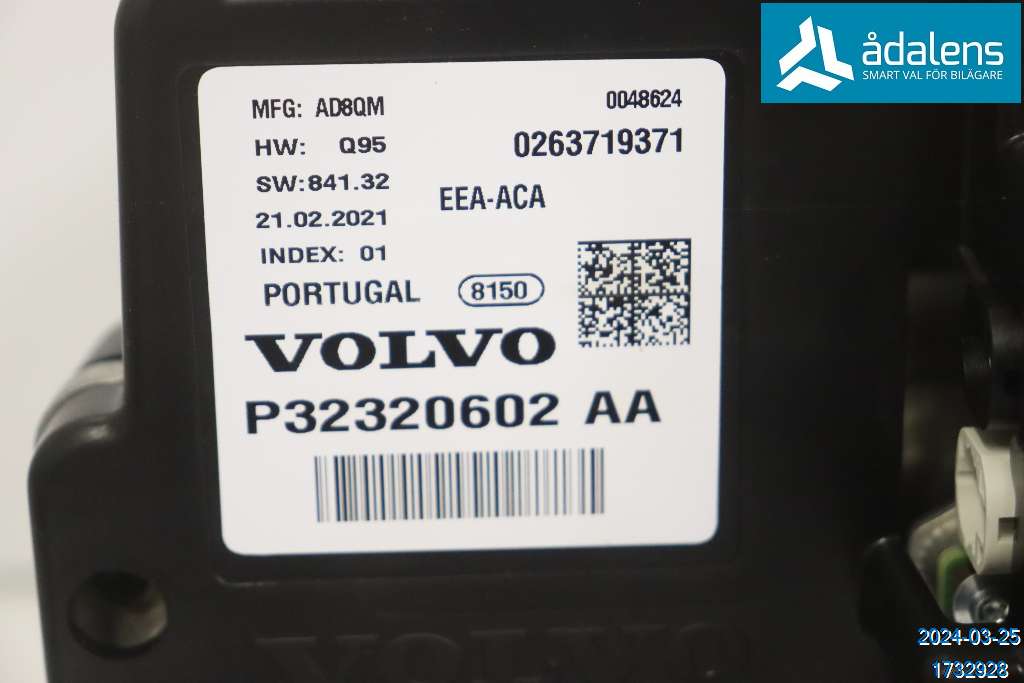 ådalens
SMART VAL FÖR BILÄGARE
MFG: AD8QM
0048624
HW: Q95
0263719371
SW:841.32
EEA-ACA
21.02.2021
INDEX: 01
PORTUGAL 8150
VOLVO
P32320602 AA
VOLVO
2024-03-25
1732928